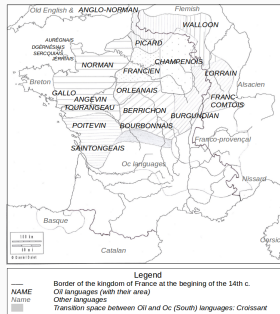 Old English & ANGLO-NORMAN
Flemish
WALLOON
PICARD
AURÉGNAIS
DGÈRNÉSIAIS
SERCQUIAIS
JÈRRIAIS
NORMAN
CHAMPENOIS
FRANCIEN
LORRAIN
Alsacien
Breton
GALLO
ORLEANAIS
ANGEVIN
TOURANGEAU
FRANC-
COMTOIS
BERRICHON
BURGUNDIAN
POITEVIN
BOURBONNAIS
Franco-provençal
SAINTONGEAIS
Oc languages
Nissard
Basque
Catalan
Legend
Border of the kingdom of France at the begining of the 14th c.
NAME Oil languages (with their area)
Name Other languages
Transition space between Oil and Oc (South) languages: Croissant